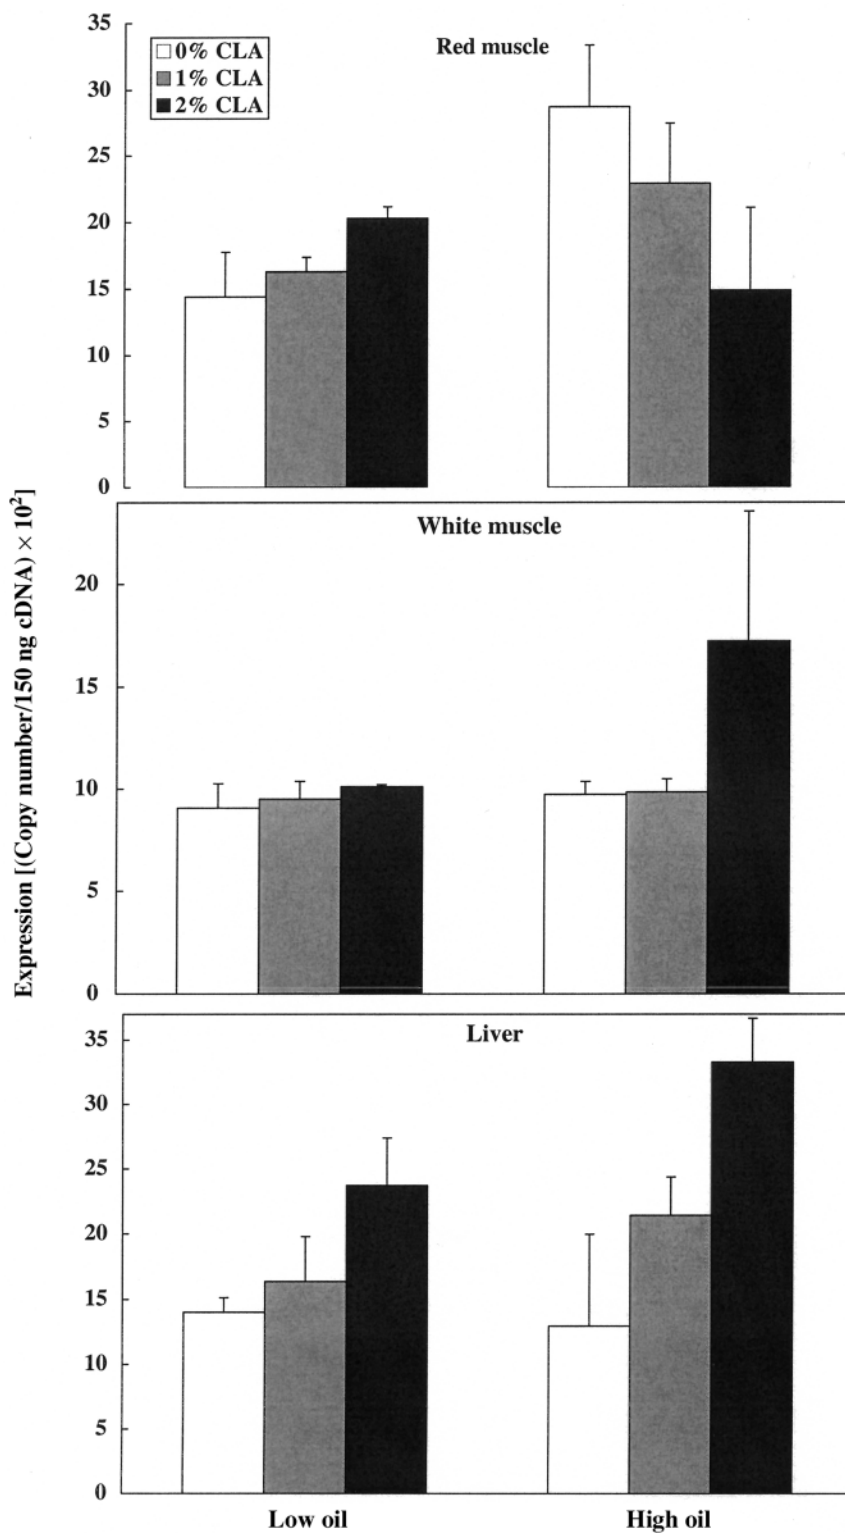 Expression [(Copy number/150 ng cDNA) × 10²]
Red muscle
0% CLA
1% CLA
2% CLA
35
30
25
20
15
10
5
0
White muscle
20
15
10
5
0
Liver
35
30
25
20
15
10
5
0
Low oil High oil